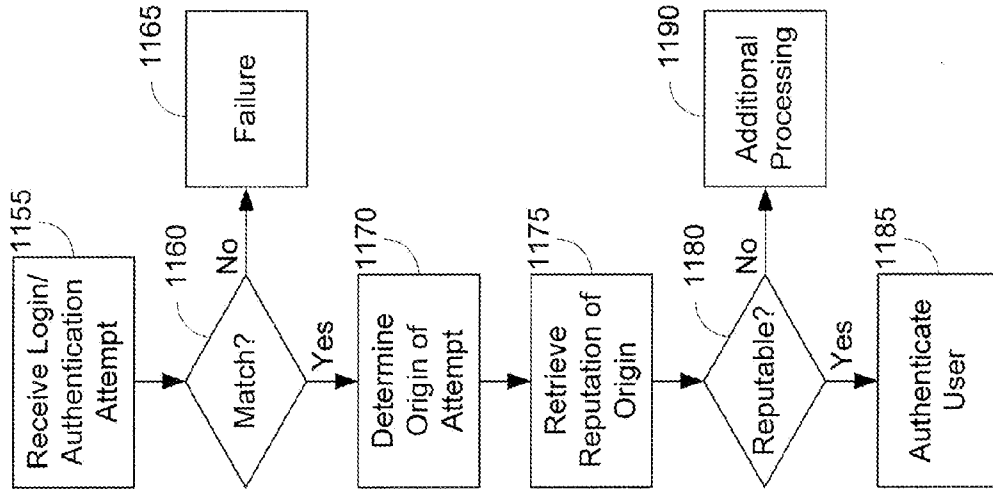 1155
Receive Login/
Authentication
Attempt
1160
Match?
No
1165
Failure
Yes
1170
Determine
Origin of
Attempt
1175
Retrieve
Reputation of
Origin
1180
Reputable?
No
1190
Additional
Processing
Yes
1185
Authenticate
User